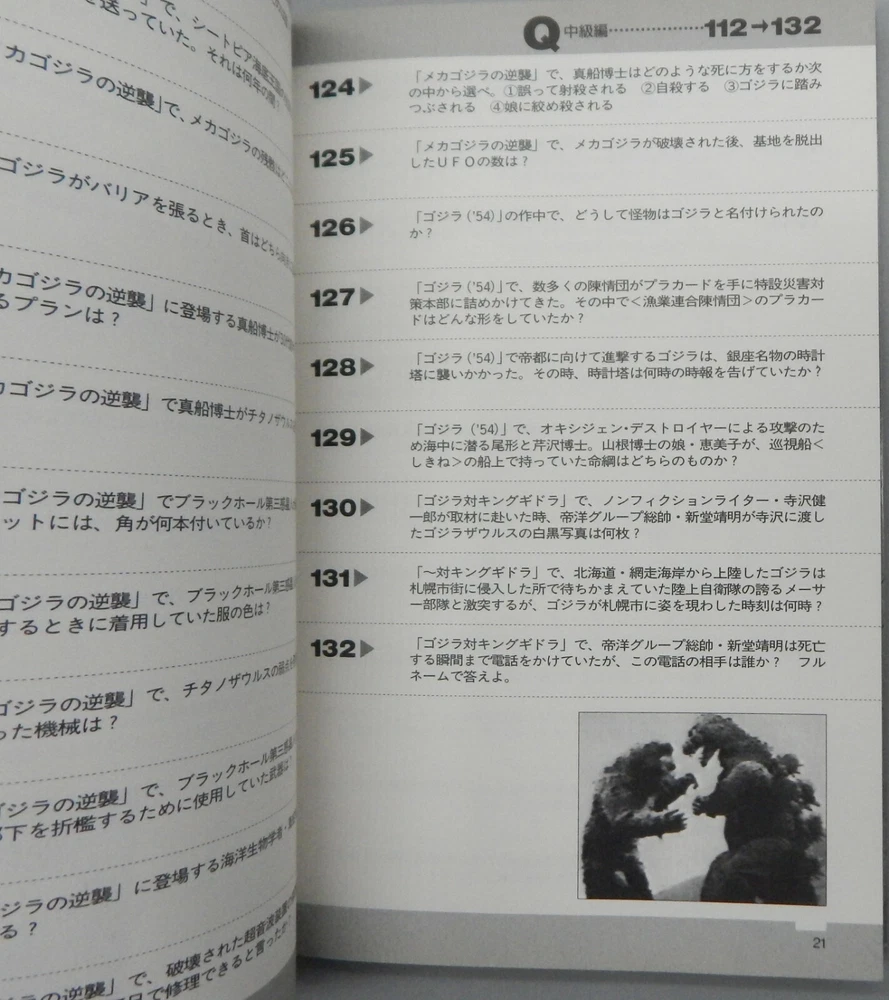 で、シートピア海底王国
送っていた。それは何年の間
カゴジラの逆襲」で、メカゴジラの残骸は
ゴジラがバリアを張るとき、首はどちら
カゴジラの逆襲」に登場する真船博士が
るプランは？
カゴジラの逆襲」で真船博士がチタノザウルス
ゴジラの逆襲」でブラックホール第三惑星人
ットには、角が何本付いているか？
ゴジラの逆襲」で、ブラックホール第三惑星
するときに着用していた服の色は？
ゴジラの逆襲」で、チタノザウルスの
った機械は？
ジラの逆襲」で、ブラックホール第三惑星
部下を折檻するために使用していた武器は？
ジラの逆襲」に登場する海洋生物学者・
る？
の逆襲」で、破壊された超音波装置
日で修理できると言ったか？
Q中級編……………112→132
124▶ 「メカゴジラの逆襲」で、真船博士はどのような死に方をするか次
の中から選べ。①誤って射殺される　②自殺する　③ゴジラに踏み
つぶされる　④娘に絞め殺される
125▶ 「メカゴジラの逆襲」で、メカゴジラが破壊された後、基地を脱出
したＵＦＯの数は？
126▶ 「ゴジラ（'54）」の作中で、どうして怪物はゴジラと名付けられたの
か？
127▶ 「ゴジラ（'54）」で、数多くの陳情団がプラカードを手に特設災害対
策本部に詰めかけてきた。その中で＜漁業連合陳情団＞のプラカー
ドはどんな形をしていたか？
128▶ 「ゴジラ（'54）」で帝都に向けて進撃するゴジラは、銀座名物の時計
塔に襲いかかった。その時、時計塔は何時の時報を告げていたか？
129▶ 「ゴジラ（'54）」で、オキシジェン・デストロイヤーによる攻撃のた
め海中に潜る尾形と芹沢博士。山根博士の娘・恵美子が、巡視船＜
しきね＞の船上で持っていた命綱はどちらのものか？
130▶ 「ゴジラ対キングギドラ」で、ノンフィクションライター・寺沢健
一郎が取材に赴いた時、帝洋グループ総帥・新堂靖明が寺沢に渡し
たゴジラザウルスの白黒写真は何枚？
131▶ 「〜対キングギドラ」で、北海道・網走海岸から上陸したゴジラは
札幌市街に侵入した所で待ちかまえていた陸上自衛隊の誇るメーサ
ー部隊と激突するが、ゴジラが札幌市に姿を現わした時刻は何時？
132▶ 「ゴジラ対キングギドラ」で、帝洋グループ総帥・新堂靖明は死亡
する瞬間まで電話をかけていたが、この電話の相手は誰か？　フル
ネームで答えよ。
21